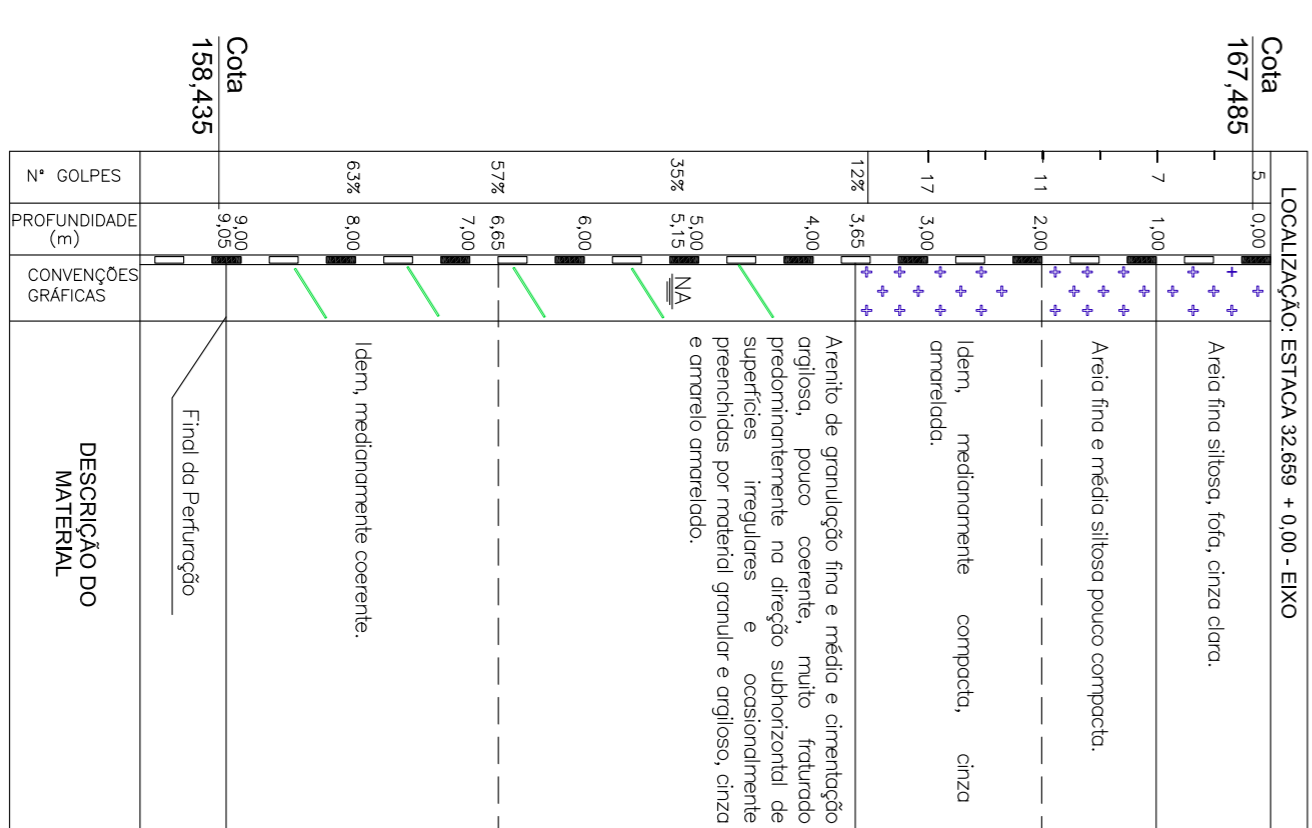 LOCALIZAÇÃO: ESTACA 32.659 + 0,00 - EIXO
Cota
167,485
5
0,00
Areia fina siltosa, fofa, cinza clara.
7
1,00
Areia fina e média siltosa pouco compacta.
11
2,00
Idem, medianamente compacta, cinza
amarelada.
17
3,00
12%
3,65
4,00
Arenito de granulação fina e média e cimentação
argilosa, pouco coerente, muito fraturado
predominantemente na direção subhorizontal de
superfícies irregulares e ocasionalmente
preenchidas por material granular e argiloso, cinza
e amarelo amarelado.
35%
5,00
5,15
NA
6,00
57%
6,65
7,00
Idem, medianamente coerente.
63%
8,00
9,00
9,05
Cota
158,435
Final da Perfuração
Nº GOLPES
PROFUNDIDADE
(m)
CONVENÇÕES
GRÁFICAS
DESCRIÇÃO DO
MATERIAL